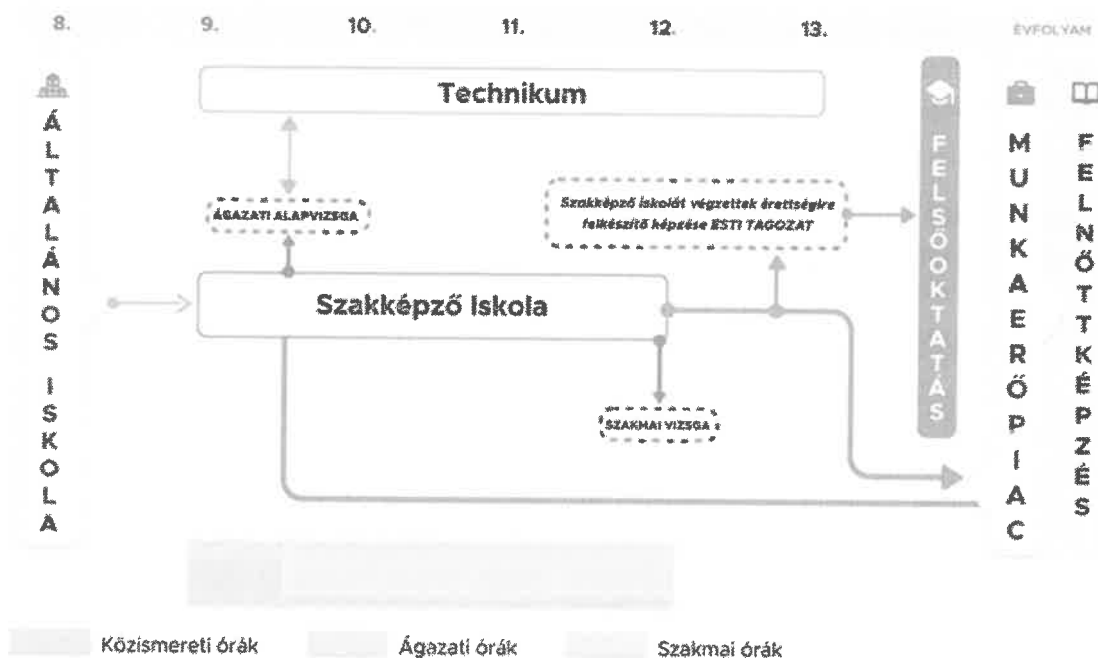 8. 9. 10. 11. 12. 13. ÉVFOLYAM
ÁLTALÁNOS ISKOLA
Technikum
ÁGAZATI ALAPVIZSGA
Szakképző iskolát végzettek érettségire
felkészítő képzése ESTI TAGOZAT
Szakképző Iskola
SZAKMAI VIZSGA
FELSŐOKTATÁS
MUNKAERŐPIAC
FELNŐTTKÉPZÉS
Közismereti órák
Ágazati órák
Szakmai órák